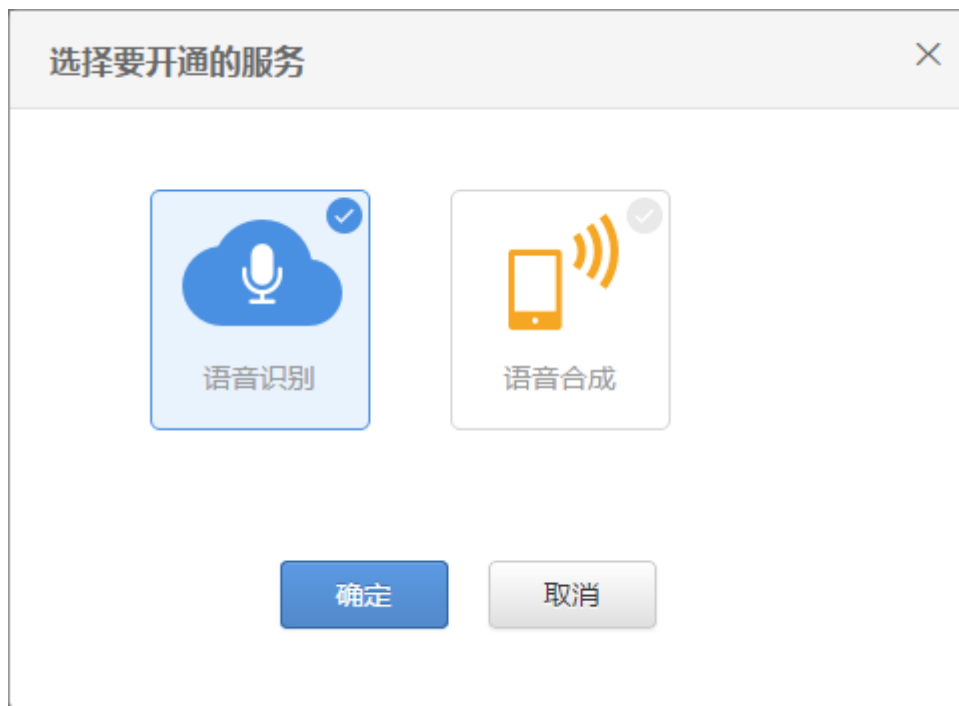 选择要开通的服务
语音识别
语音合成
确定
取消